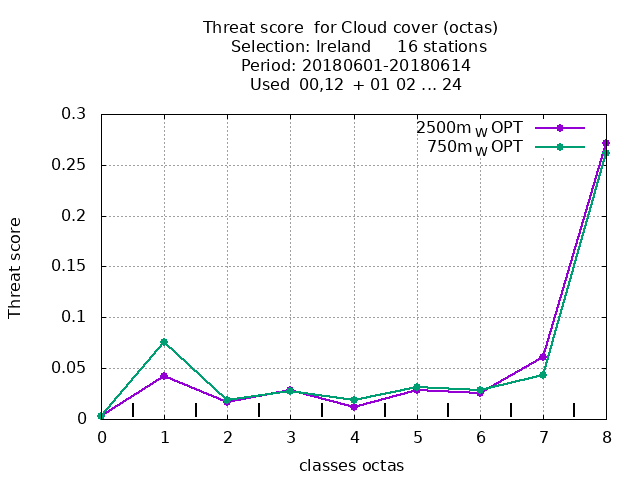 Threat score  for Cloud cover (octas)
Selection: Ireland     16 stations
Period: 20180601-20180614
Used  00,12  + 01 02 ... 24
2500m W OPT
750m W OPT
0.3
0.25
0.2
0.15
0.1
0.05
0
Threat score
0 1 2 3 4 5 6 7 8
classes octas